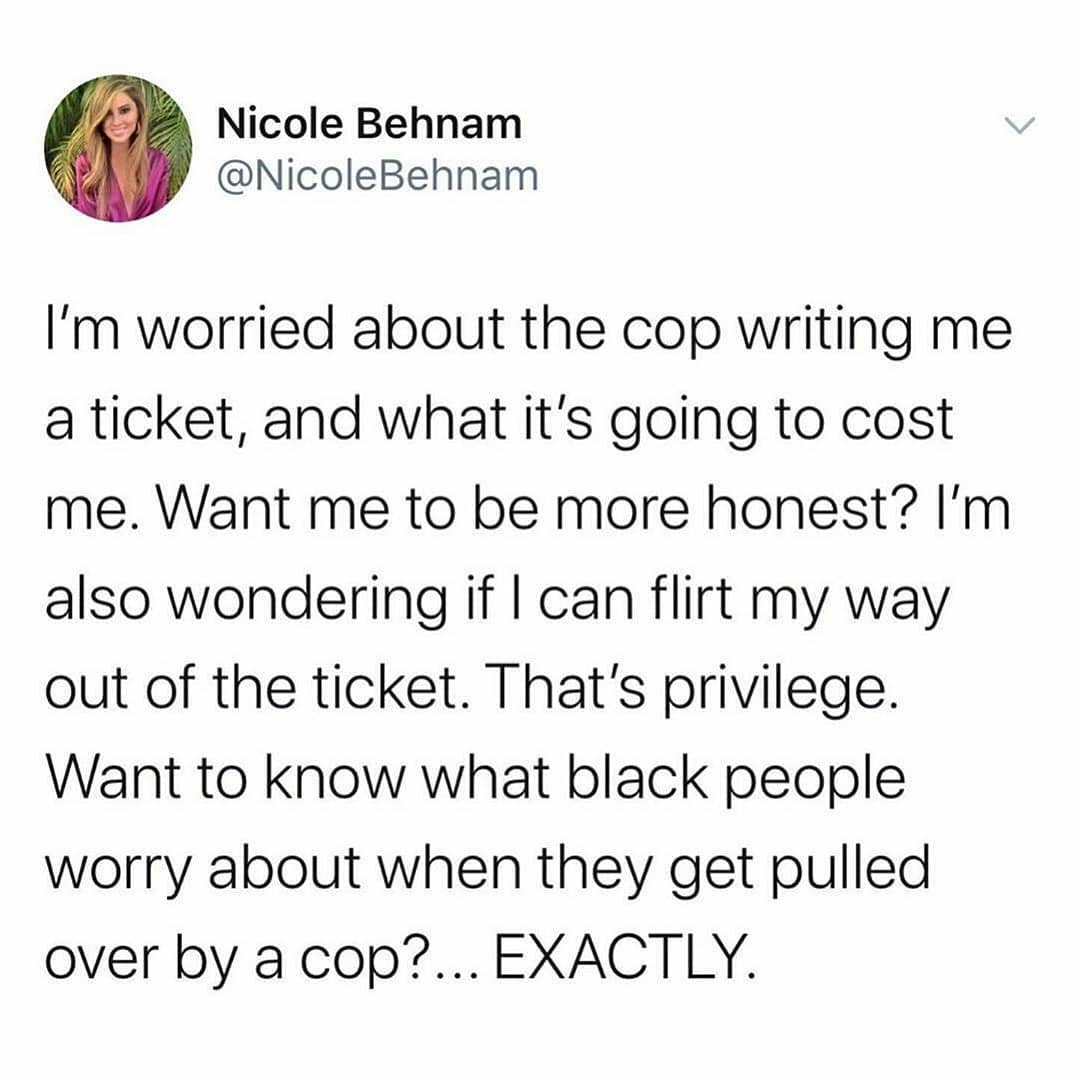 Nicole Behnam
@NicoleBehnam
I'm worried about the cop writing me
a ticket, and what it’s going to cost
me. Want me to be more honest? I'm
also wondering if I can flirt my way
out of the ticket. That’s privilege.
Want to know what black people
worry about when they get pulled
over by a cop?... EXACTLY.